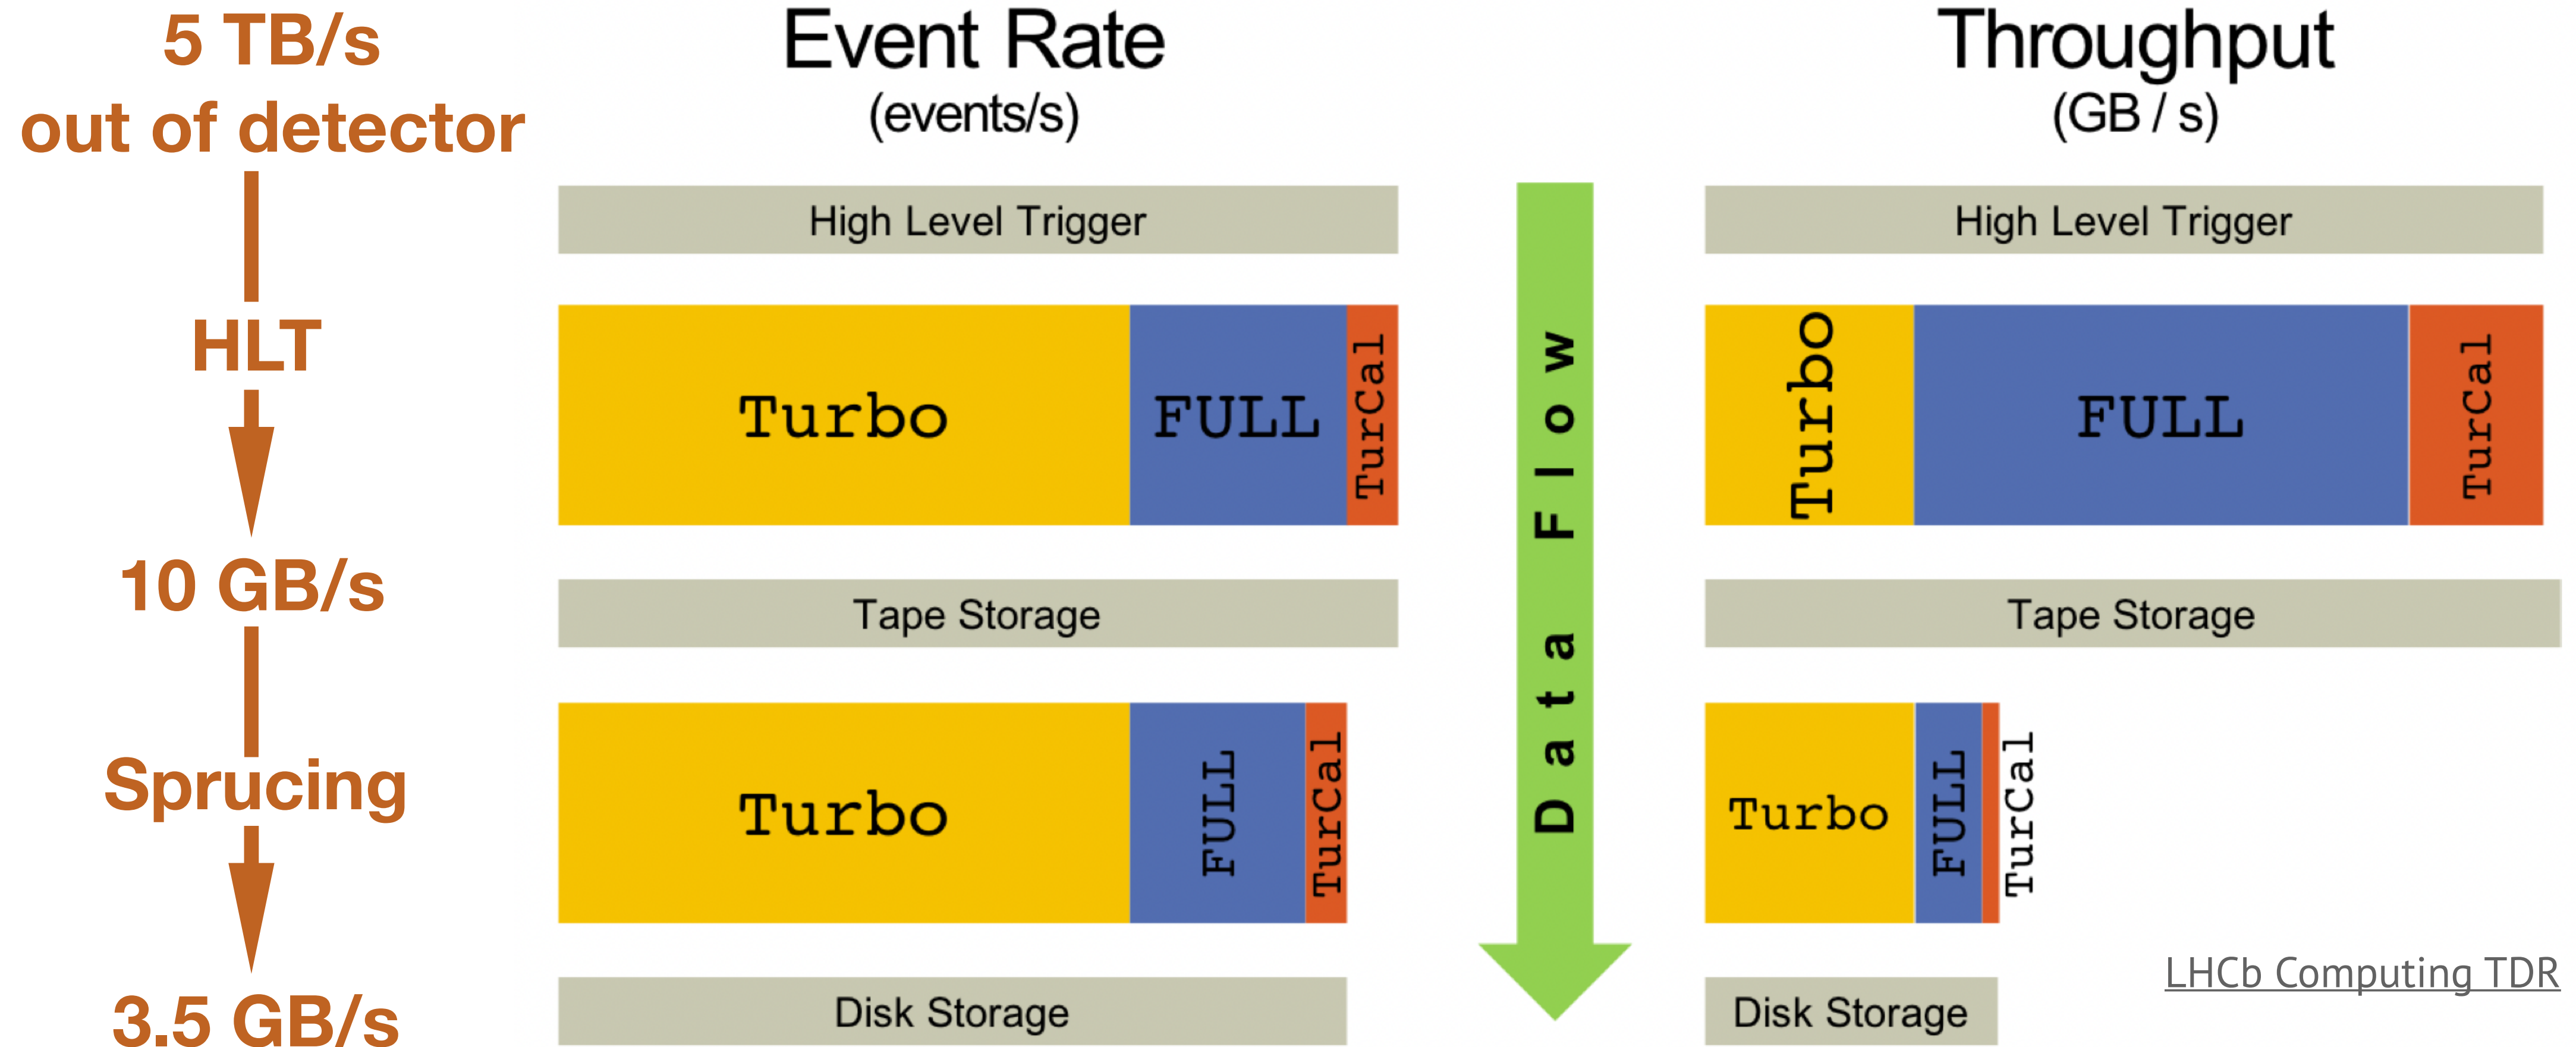 5 TB/s
out of detector
HLT
10 GB/s
Sprucing
3.5 GB/s
Event Rate
(events/s)
High Level Trigger
Turbo
FULL
TurCal
Tape Storage
Turbo
FULL
TurCal
Disk Storage
Data Flow
Throughput
(GB / s)
High Level Trigger
Turbo
FULL
TurCal
Tape Storage
Turbo
FULL
TurCal
Disk Storage
LHCb Computing TDR